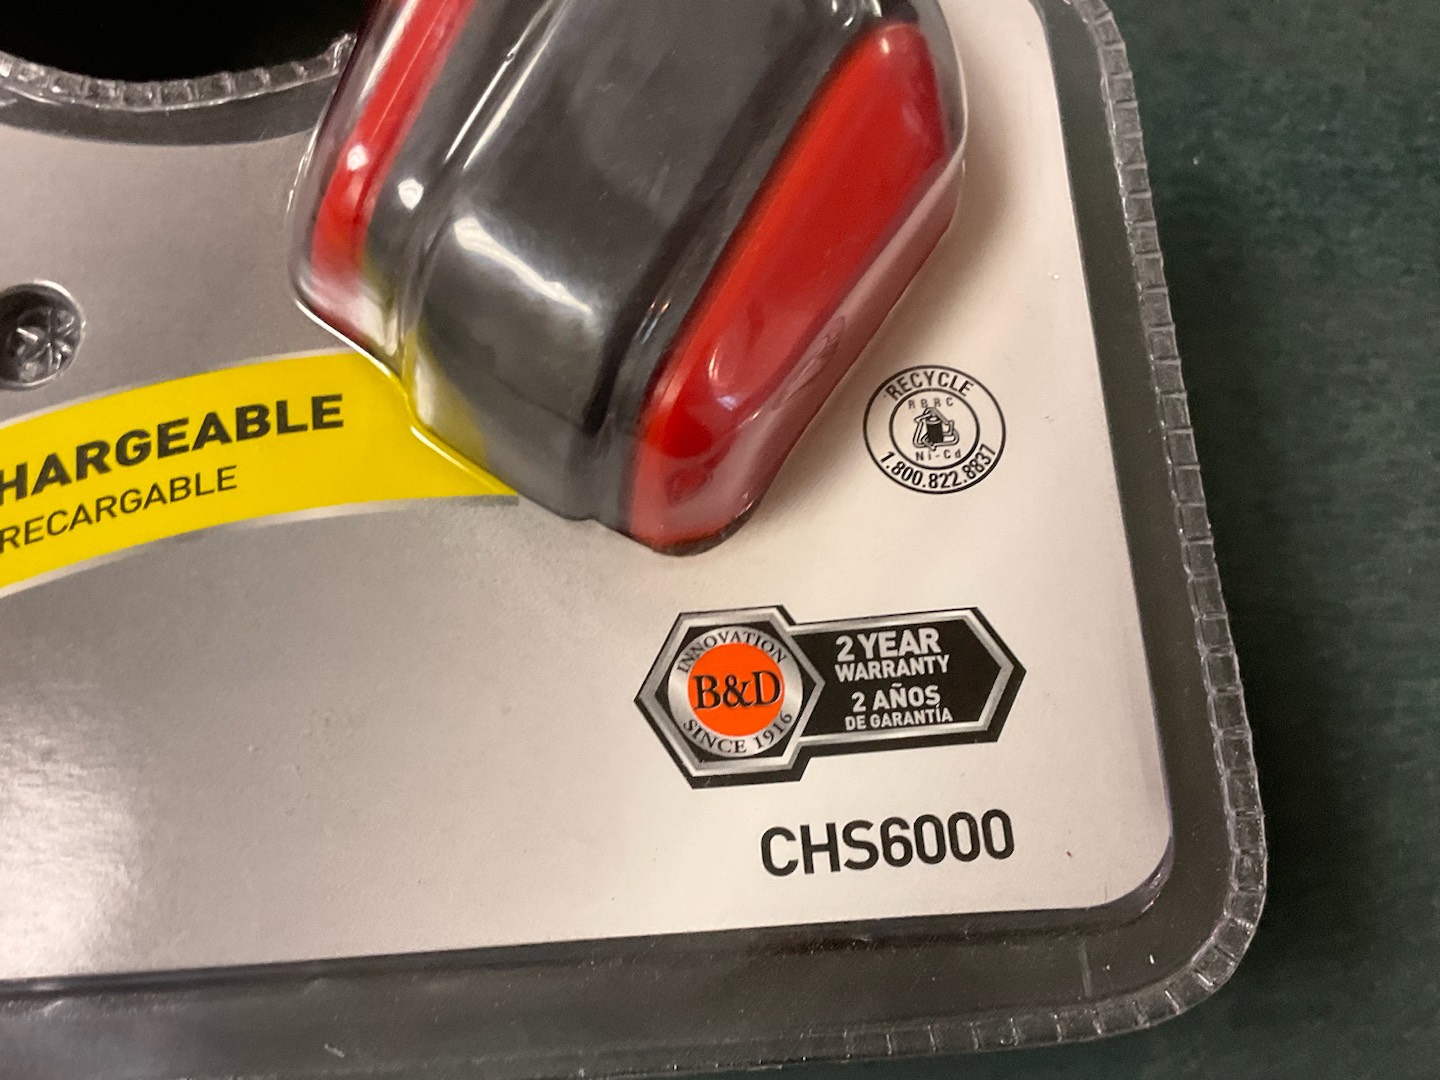 HARGEABLE
RECARGABLE
RECYCLE
RBRC
Ni-Cd
1.800.822.8837
INNOVATION
B&D
SINCE 1916
2 YEAR
WARRANTY
2 AÑOS
DE GARANTÍA
CHS6000